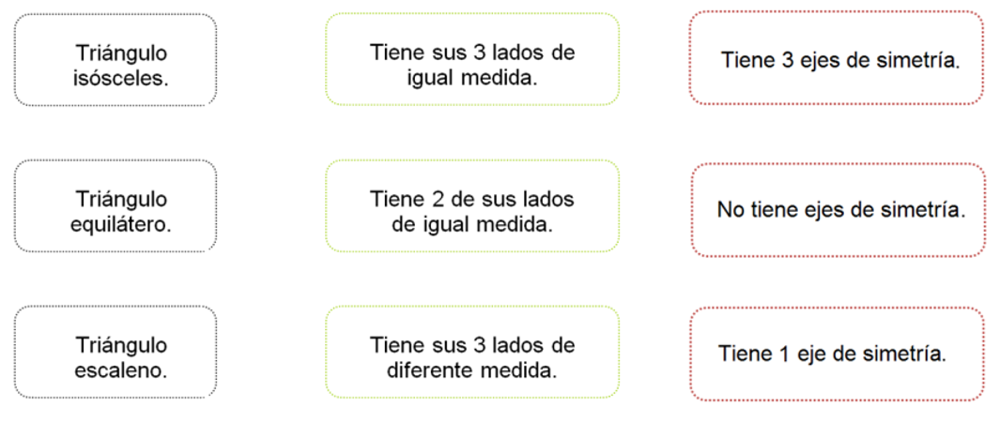 Triángulo
isósceles.
Tiene sus 3 lados de
igual medida.
Tiene 3 ejes de simetría.
Triángulo
equilátero.
Tiene 2 de sus lados
de igual medida.
No tiene ejes de simetría.
Triángulo
escaleno.
Tiene sus 3 lados de
diferente medida.
Tiene 1 eje de simetría.